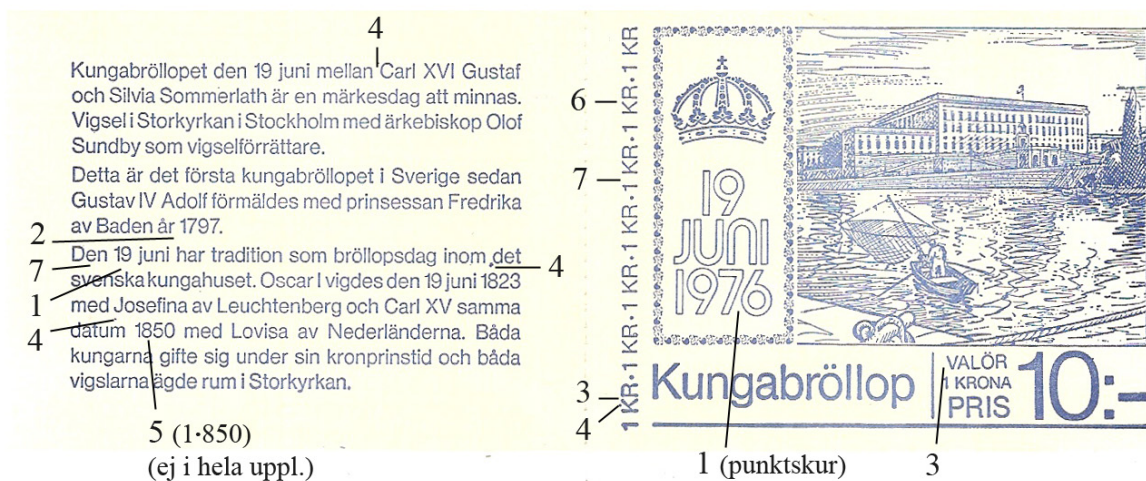 4
Kungabröllopet den 19 juni mellan Carl XVI Gustaf
och Silvia Sommerlath är en märkesdag att minnas.
Vigsel i Storkyrkan i Stockholm med ärkebiskop Olof
Sundby som vigselförrättare.
Detta är det första kungabröllopet i Sverige sedan
Gustav IV Adolf förmäldes med prinsessan Fredrika
av Baden år 1797.
2
Den 19 juni har tradition som bröllopsdag inom det
7
svenska kungahuset. Oscar I vigdes den 19 juni 1823
4
1
med Josefina av Leuchtenberg och Carl XV samma
4
datum 1850 med Lovisa av Nederländerna. Båda
kungarna gifte sig under sin kronprinstid och båda
vigslarna ägde rum i Storkyrkan.
5 (1·850)
(ej i hela uppl.)
6
7
3
4
1 KR·1 KR·1 KR·1 KR·1 KR·1 KR·1 KR
19
JUNI
1976
Kungabröllop
VALÖR
1 KRONA
PRIS
10:-
1 (punktskur)
3